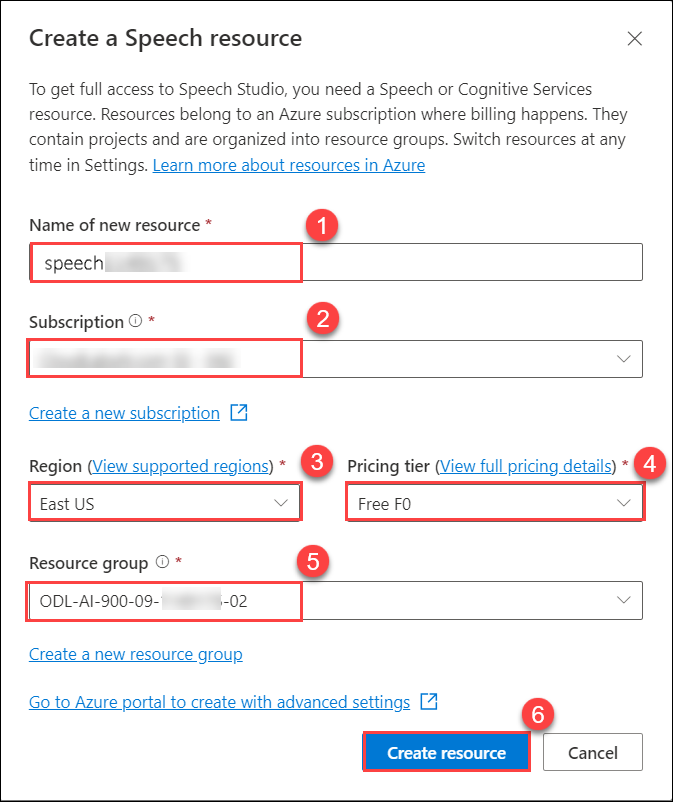 Create a Speech resource
To get full access to Speech Studio, you need a Speech or Cognitive Services
resource. Resources belong to an Azure subscription where billing happens. They
contain projects and are organized into resource groups. Switch resources at any
time in Settings. Learn more about resources in Azure
Name of new resource *
1
speech
Subscription *
2
Create a new subscription
Region (View supported regions) *
3
Pricing tier (View full pricing details) *
4
East US
Free F0
Resource group *
5
ODL-AI-900-09- -02
Create a new resource group
Go to Azure portal to create with advanced settings
6
Create resource
Cancel